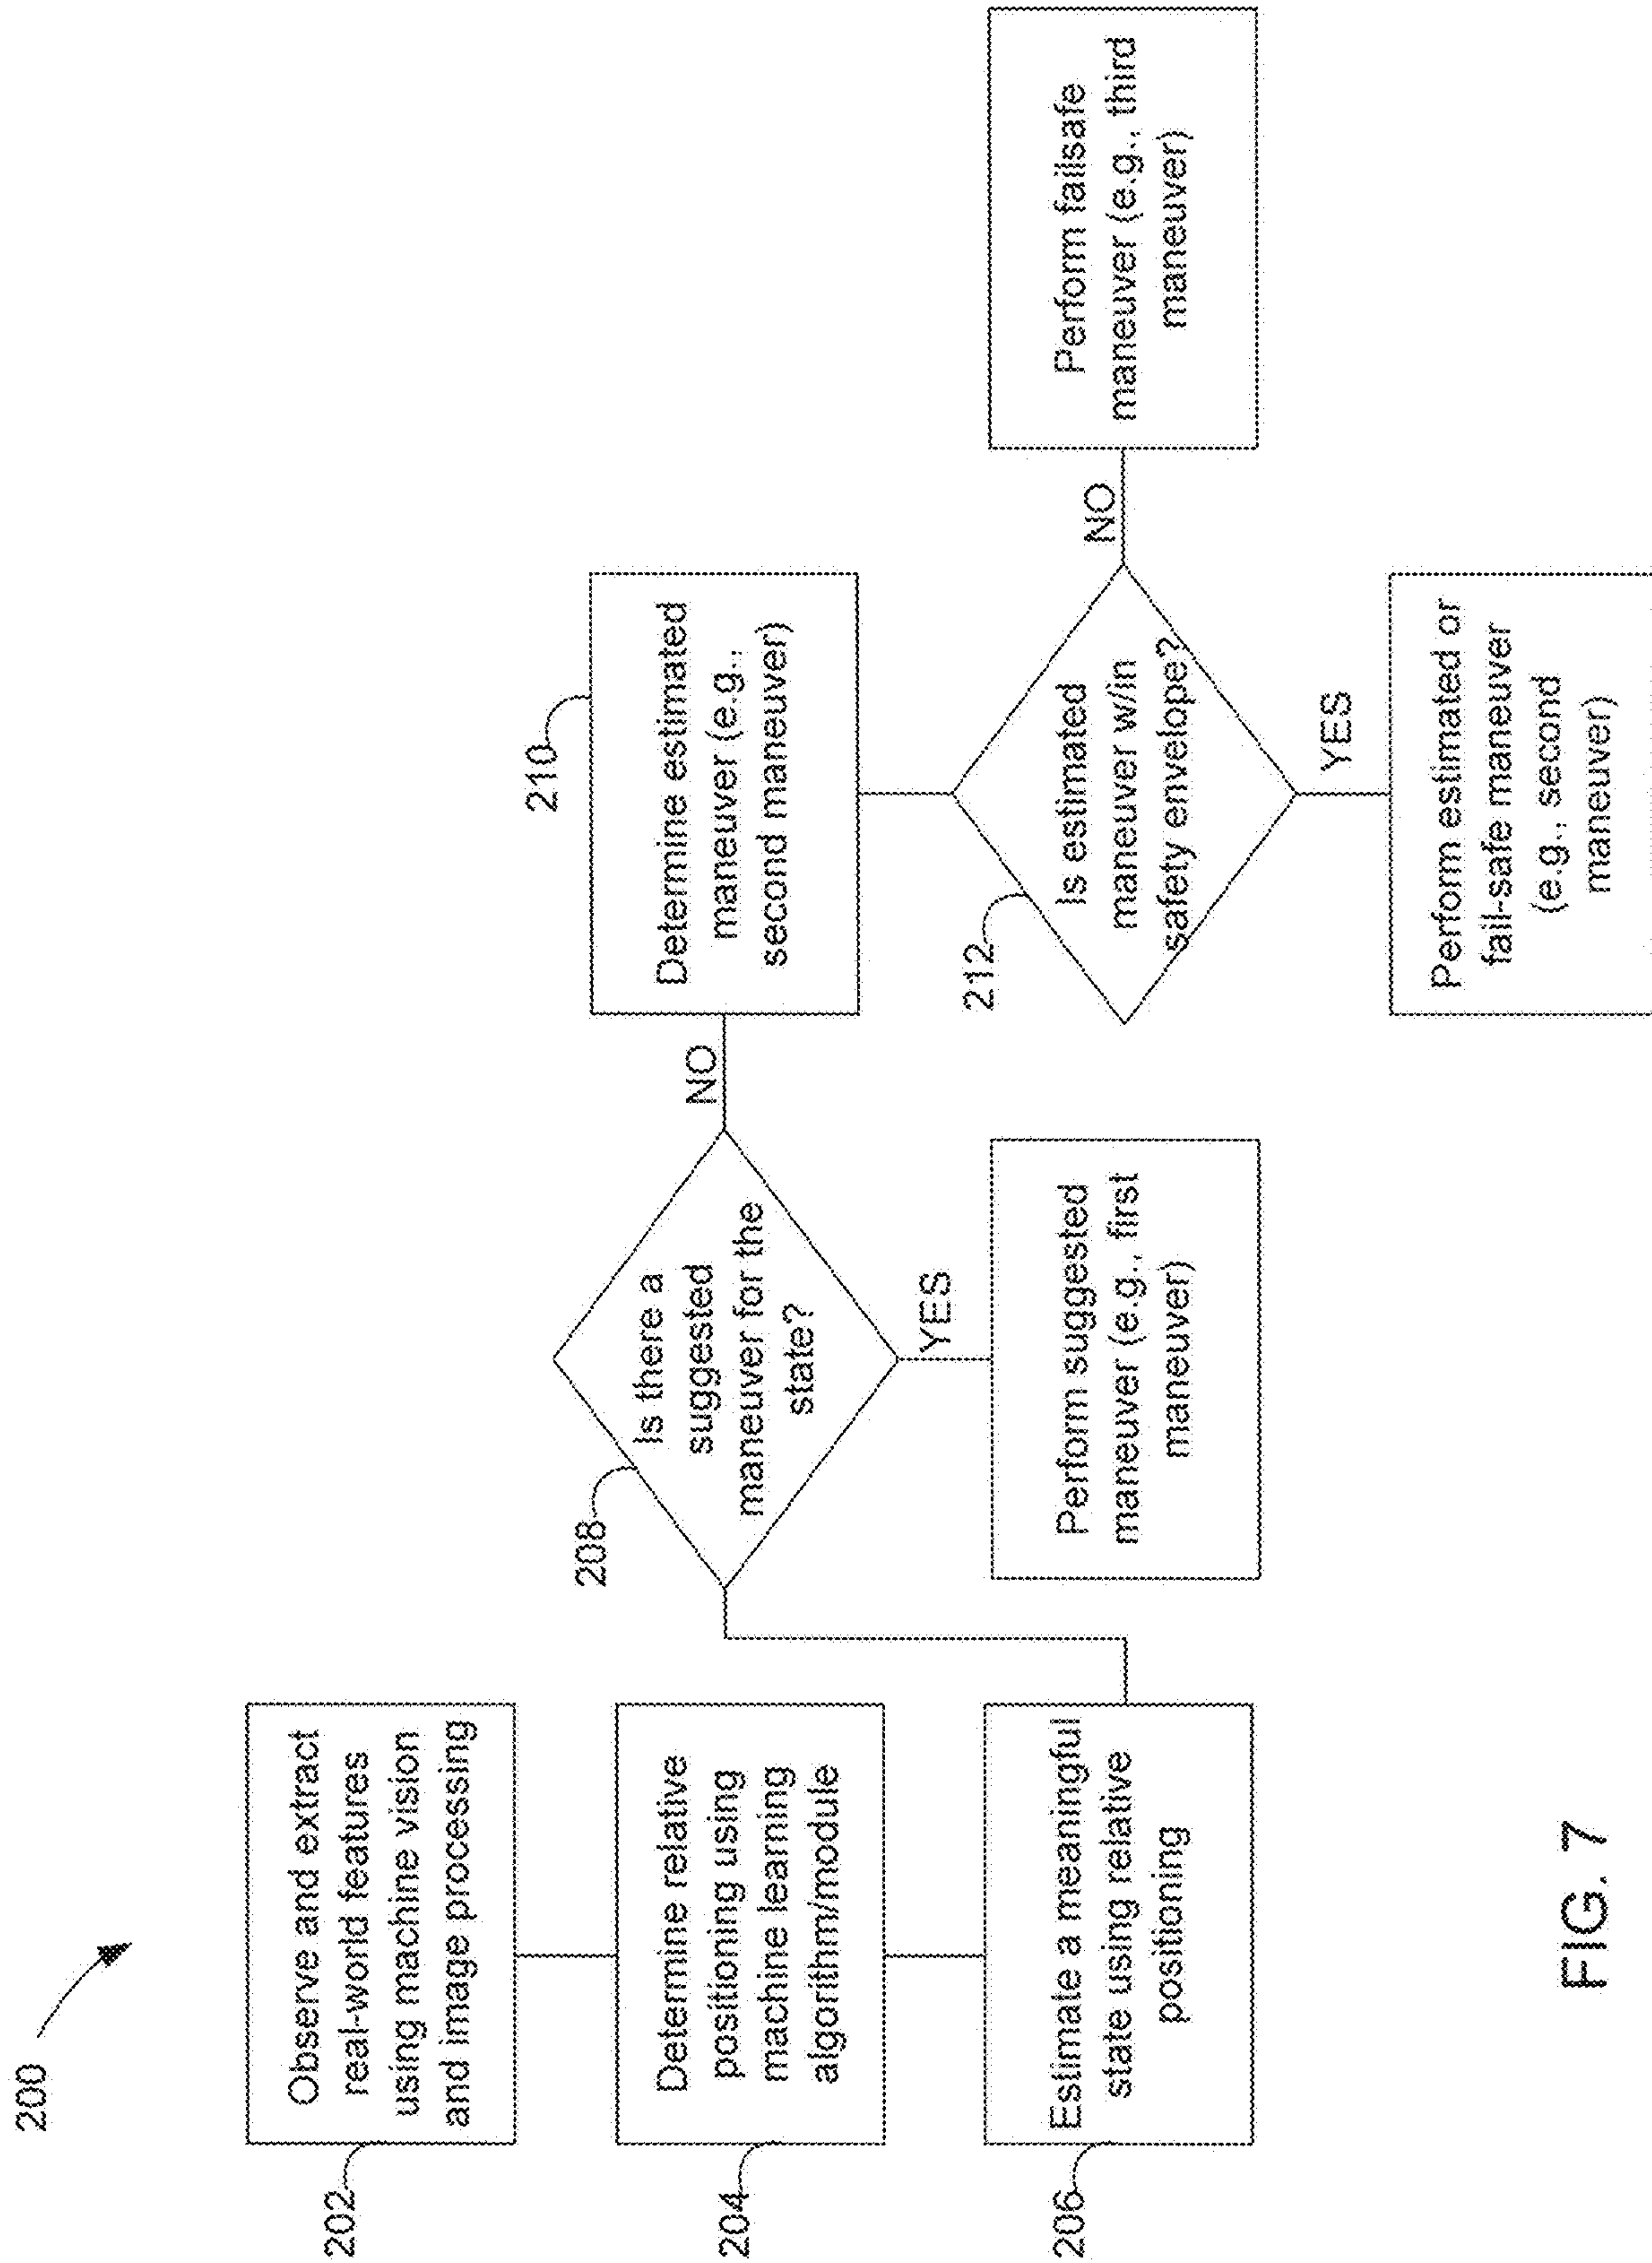 200
202
Observe and extract
real-world features
using machine vision
and image processing
204
Determine relative
positioning using
machine learning
algorithm/module
206
Estimate a meaningful
state using relative
positioning
208
Is there a
suggested
maneuver for the
state?
YES
Perform suggested
maneuver (e.g., first
maneuver)
NO
210
Determine estimated
maneuver (e.g.,
second maneuver)
212
Is estimated
maneuver w/in
safety envelope?
YES
Perform estimated or
fail-safe maneuver
(e.g., second
maneuver)
NO
Perform failsafe
maneuver (e.g., third
maneuver)
FIG. 7